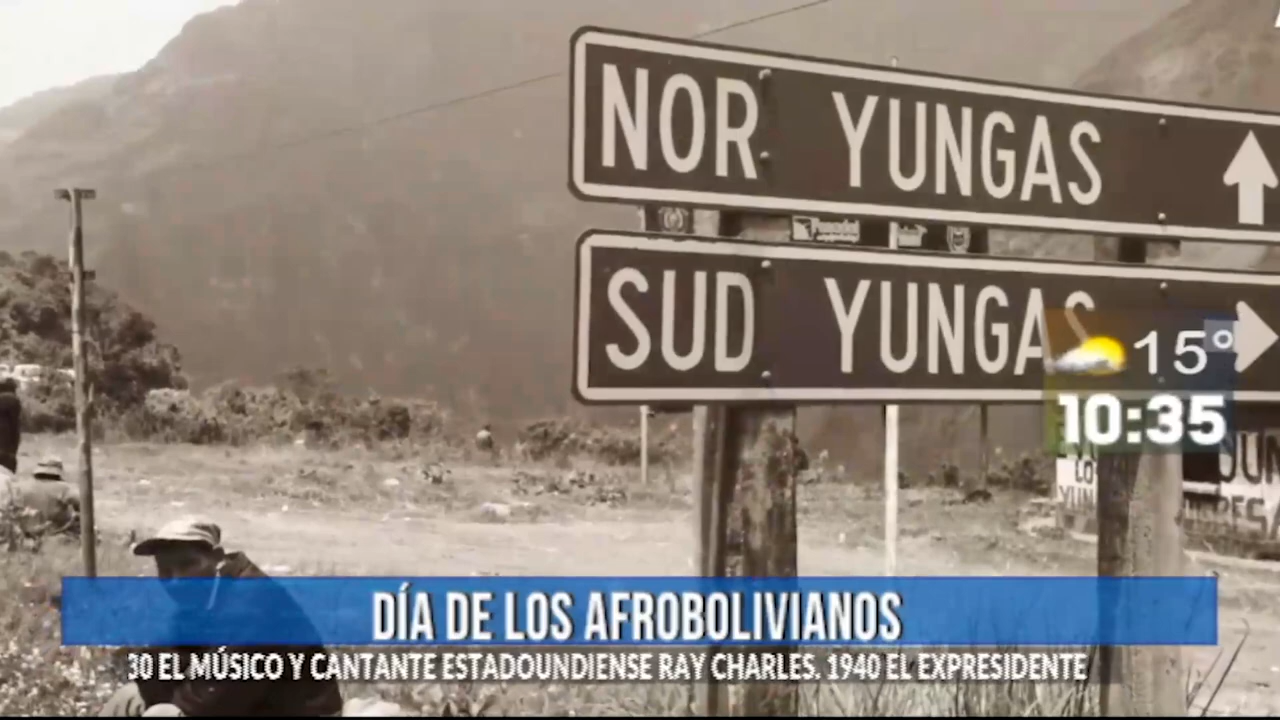 NOR YUNGAS
SUD YUNGAS
15°
10:35
DÍA DE LOS AFROBOLIVIANOS
30 EL MÚSICO Y CANTANTE ESTADOUNDIENSE RAY CHARLES. 1940 EL EXPRESIDENTE